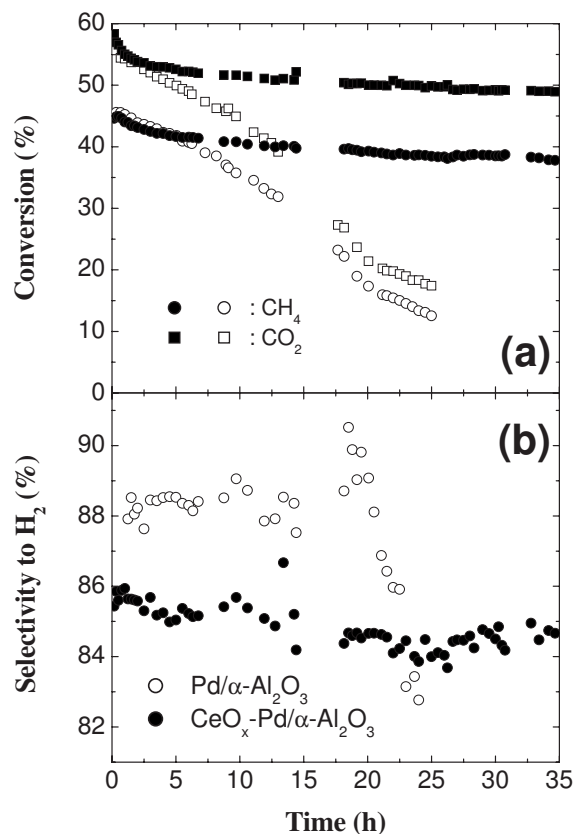 60
50
40
30
20
10
0
Conversion (%)
: CH4
: CO2
(a)
90
88
86
84
82
Selectivity to H2 (%)
(b)
Pd/α-Al2O3
CeOx-Pd/α-Al2O3
0 5 10 15 20 25 30 35
Time (h)